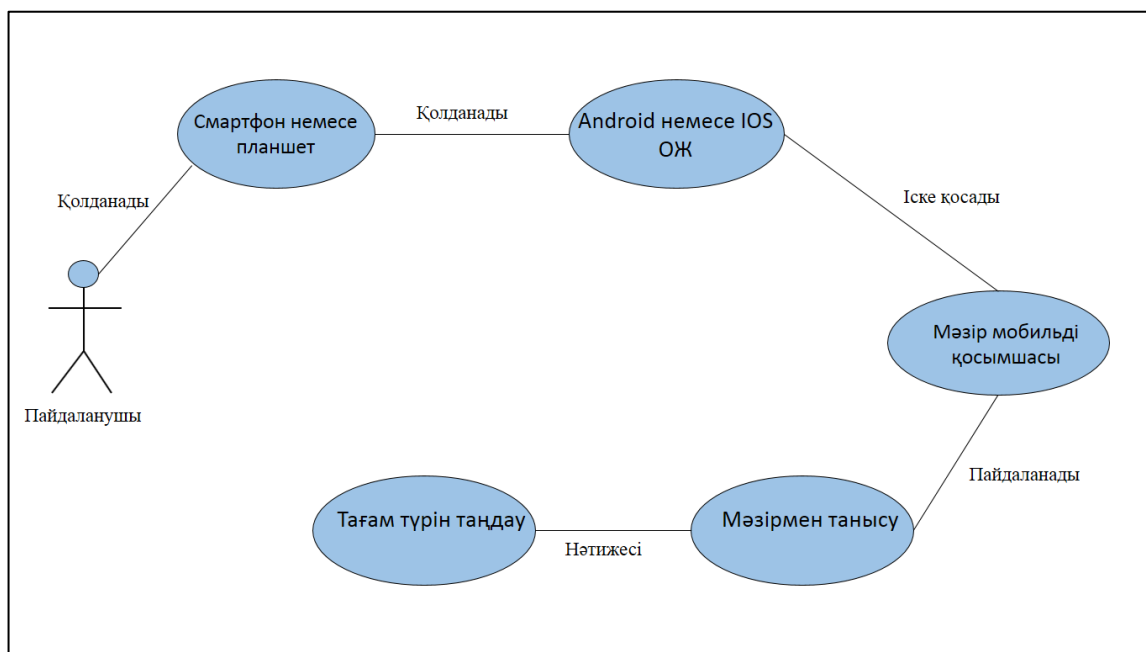 Смартфон немесе
планшет
Қолданады
Android немесе IOS
ОЖ
Қолданады
Іске қосады
Мәзір мобильді
қосымшасы
Пайдаланушы
Пайдаланады
Тағам түрін таңдау
Нәтижесі
Мәзірмен танысу